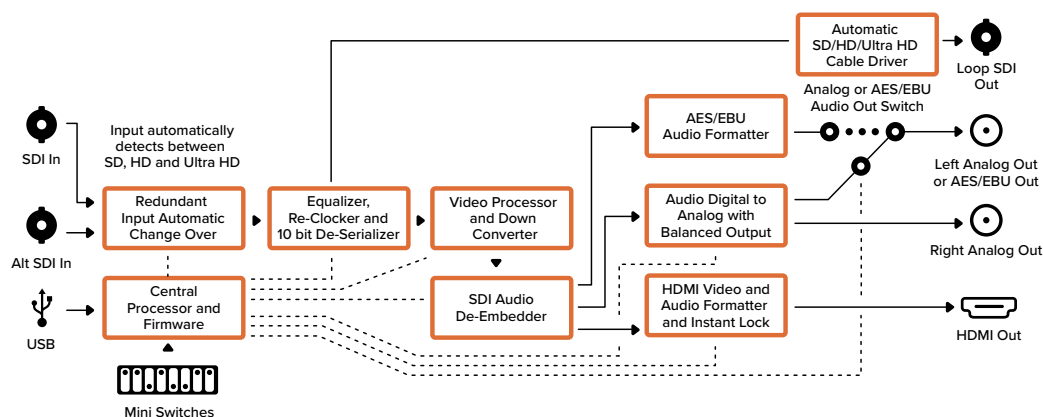 Automatic
SD/HD/Ultra HD
Cable Driver
Loop SDI
Out
Analog or AES/EBU
Audio Out Switch
SDI In
Input automatically
detects between
SD, HD and Ultra HD
AES/EBU
Audio Formatter
Left Analog Out
or AES/EBU Out
Alt SDI In
Redundant
Input Automatic
Change Over
Equalizer,
Re-Clocker and
10 bit De-Serializer
Video Processor
and Down
Converter
Audio Digital to
Analog with
Balanced Output
Right Analog Out
USB
Central
Processor and
Firmware
SDI Audio
De-Embedder
HDMI Video and
Audio Formatter
and Instant Lock
HDMI Out
Mini Switches